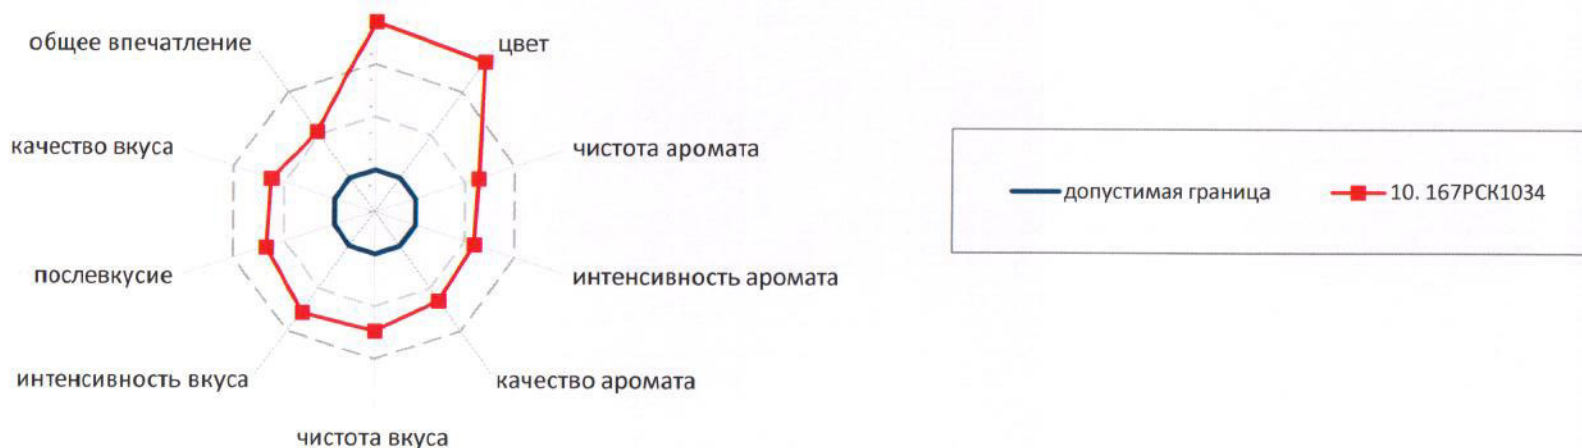 общее впечатление
цвет
качество вкуса
чистота аромата
допустимая граница
10. 167РСК1034
послевкусие
интенсивность аромата
интенсивность вкуса
качество аромата
чистота вкуса